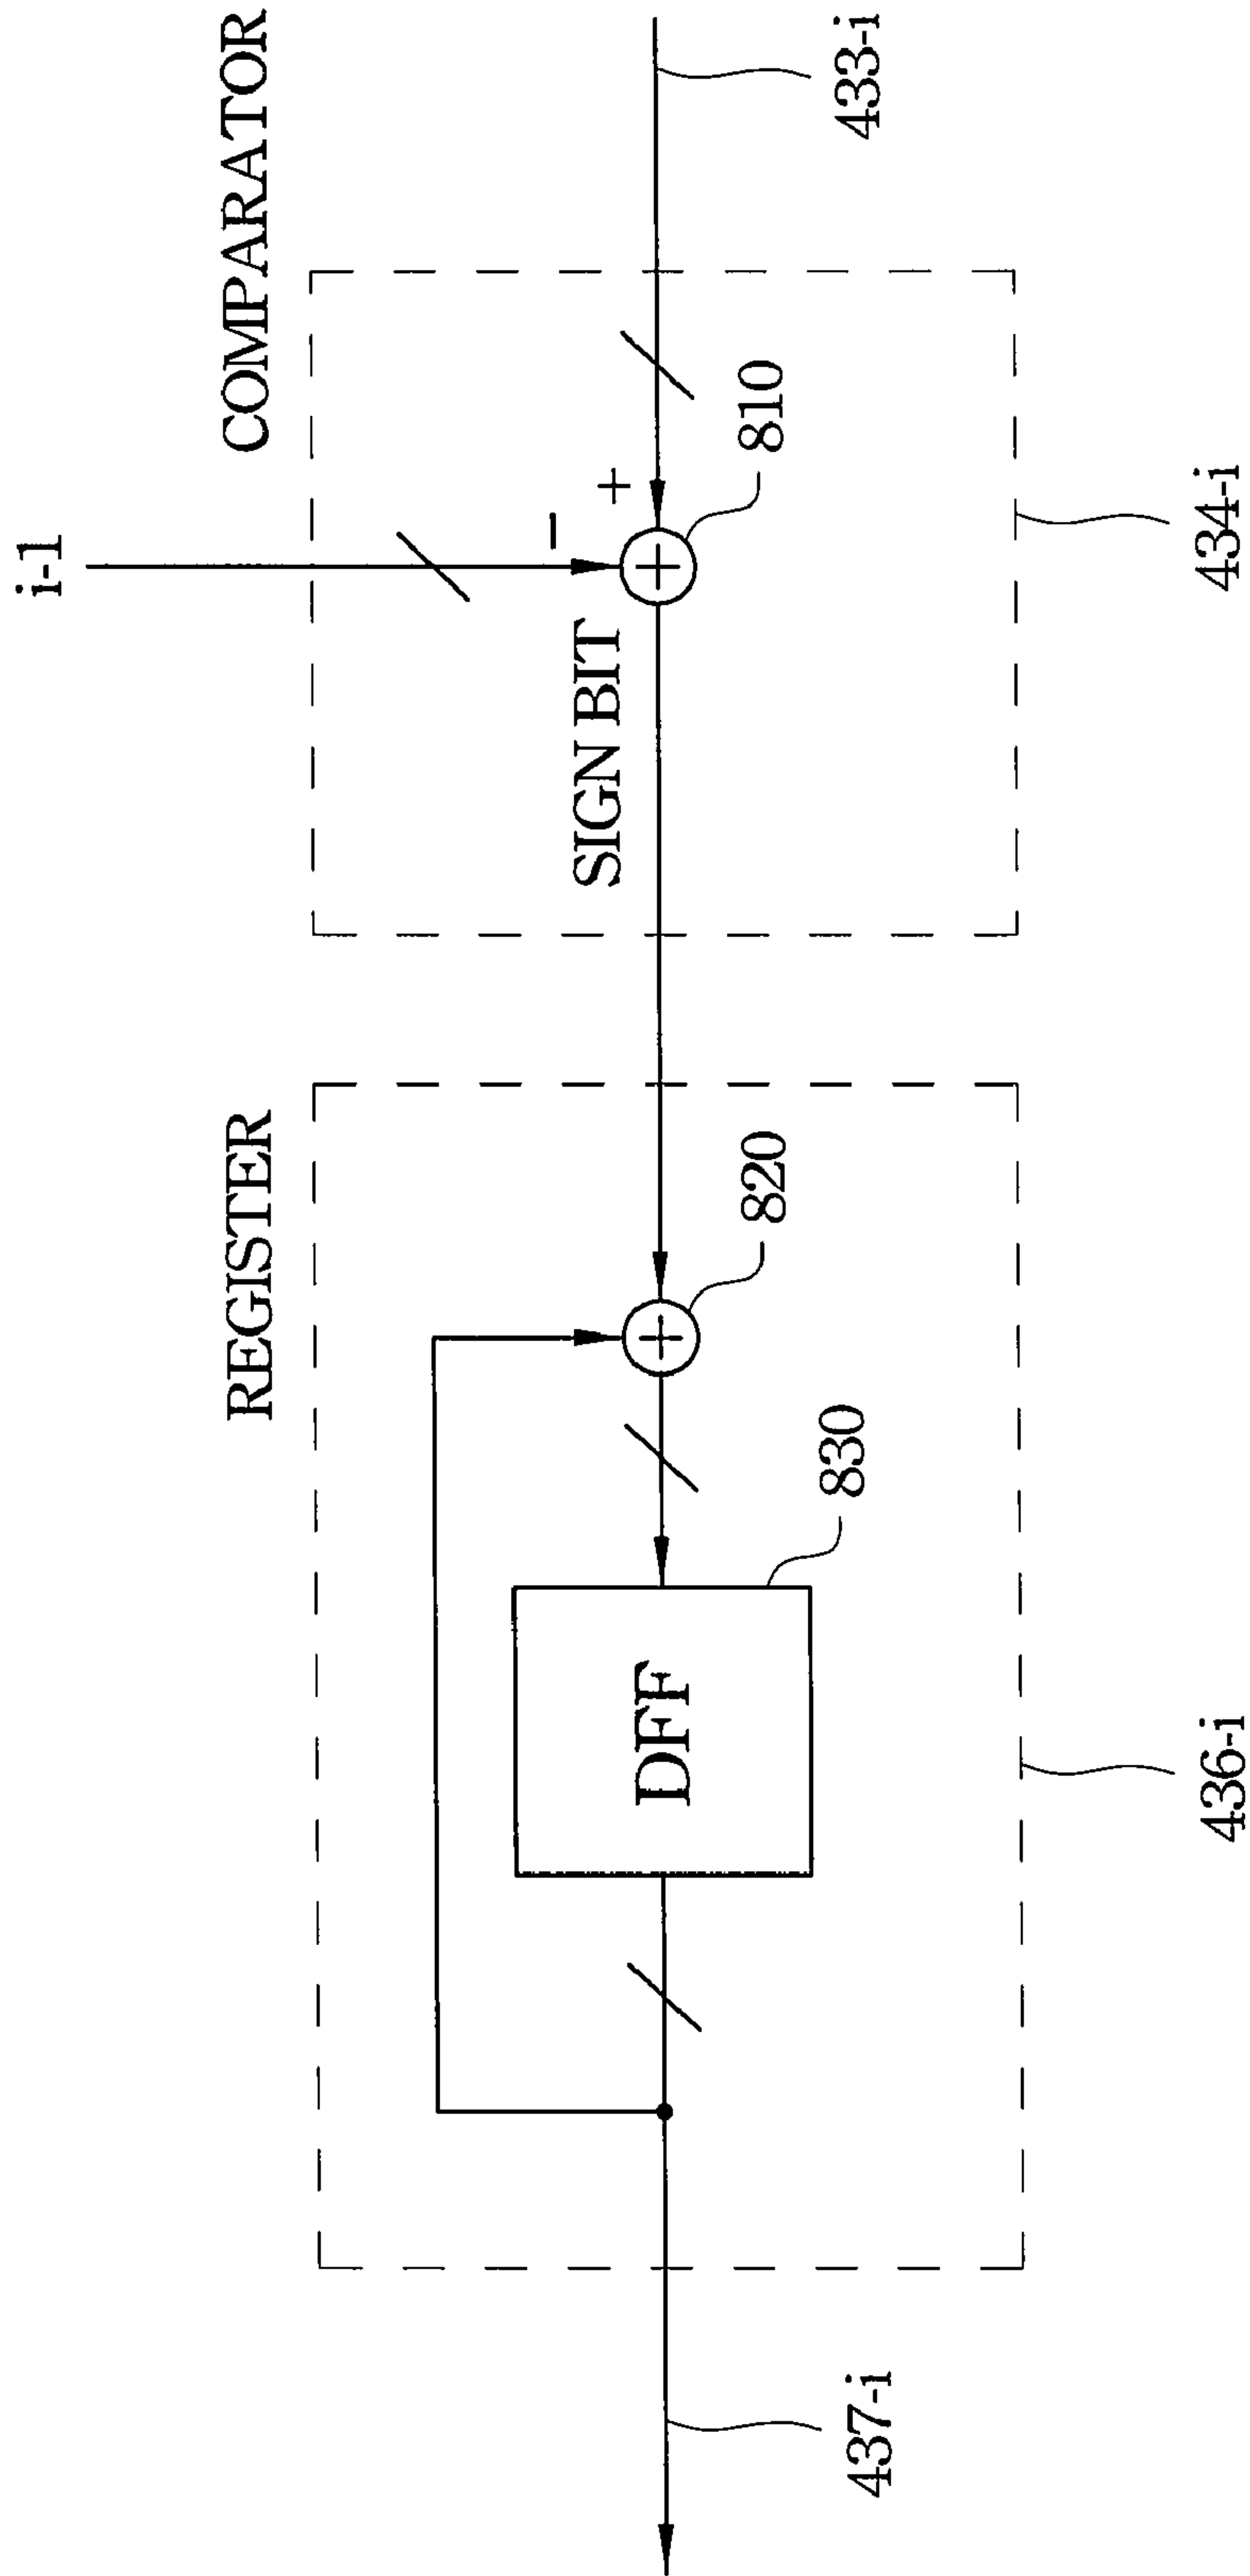 COMPARATOR
REGISTER
i-1
−
+
SIGN BIT
810
820
830
DFF
433-i
434-i
436-i
437-i